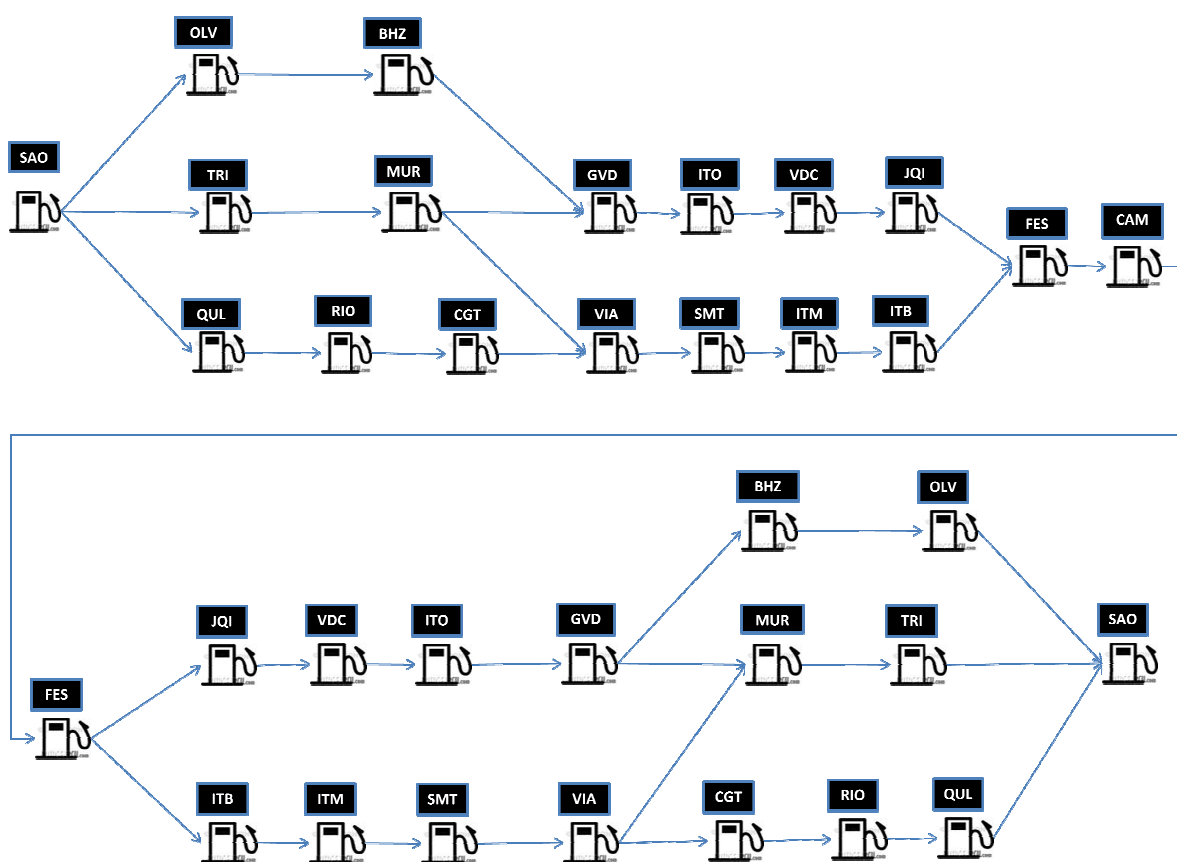 OLV
BHZ
SAO
TRI
MUR
GVD
ITO
VDC
JQI
FES
CAM
QUL
RIO
CGT
VIA
SMT
ITM
ITB
BHZ
OLV
JQI
VDC
ITO
GVD
MUR
TRI
SAO
FES
ITB
ITM
SMT
VIA
CGT
RIO
QUL